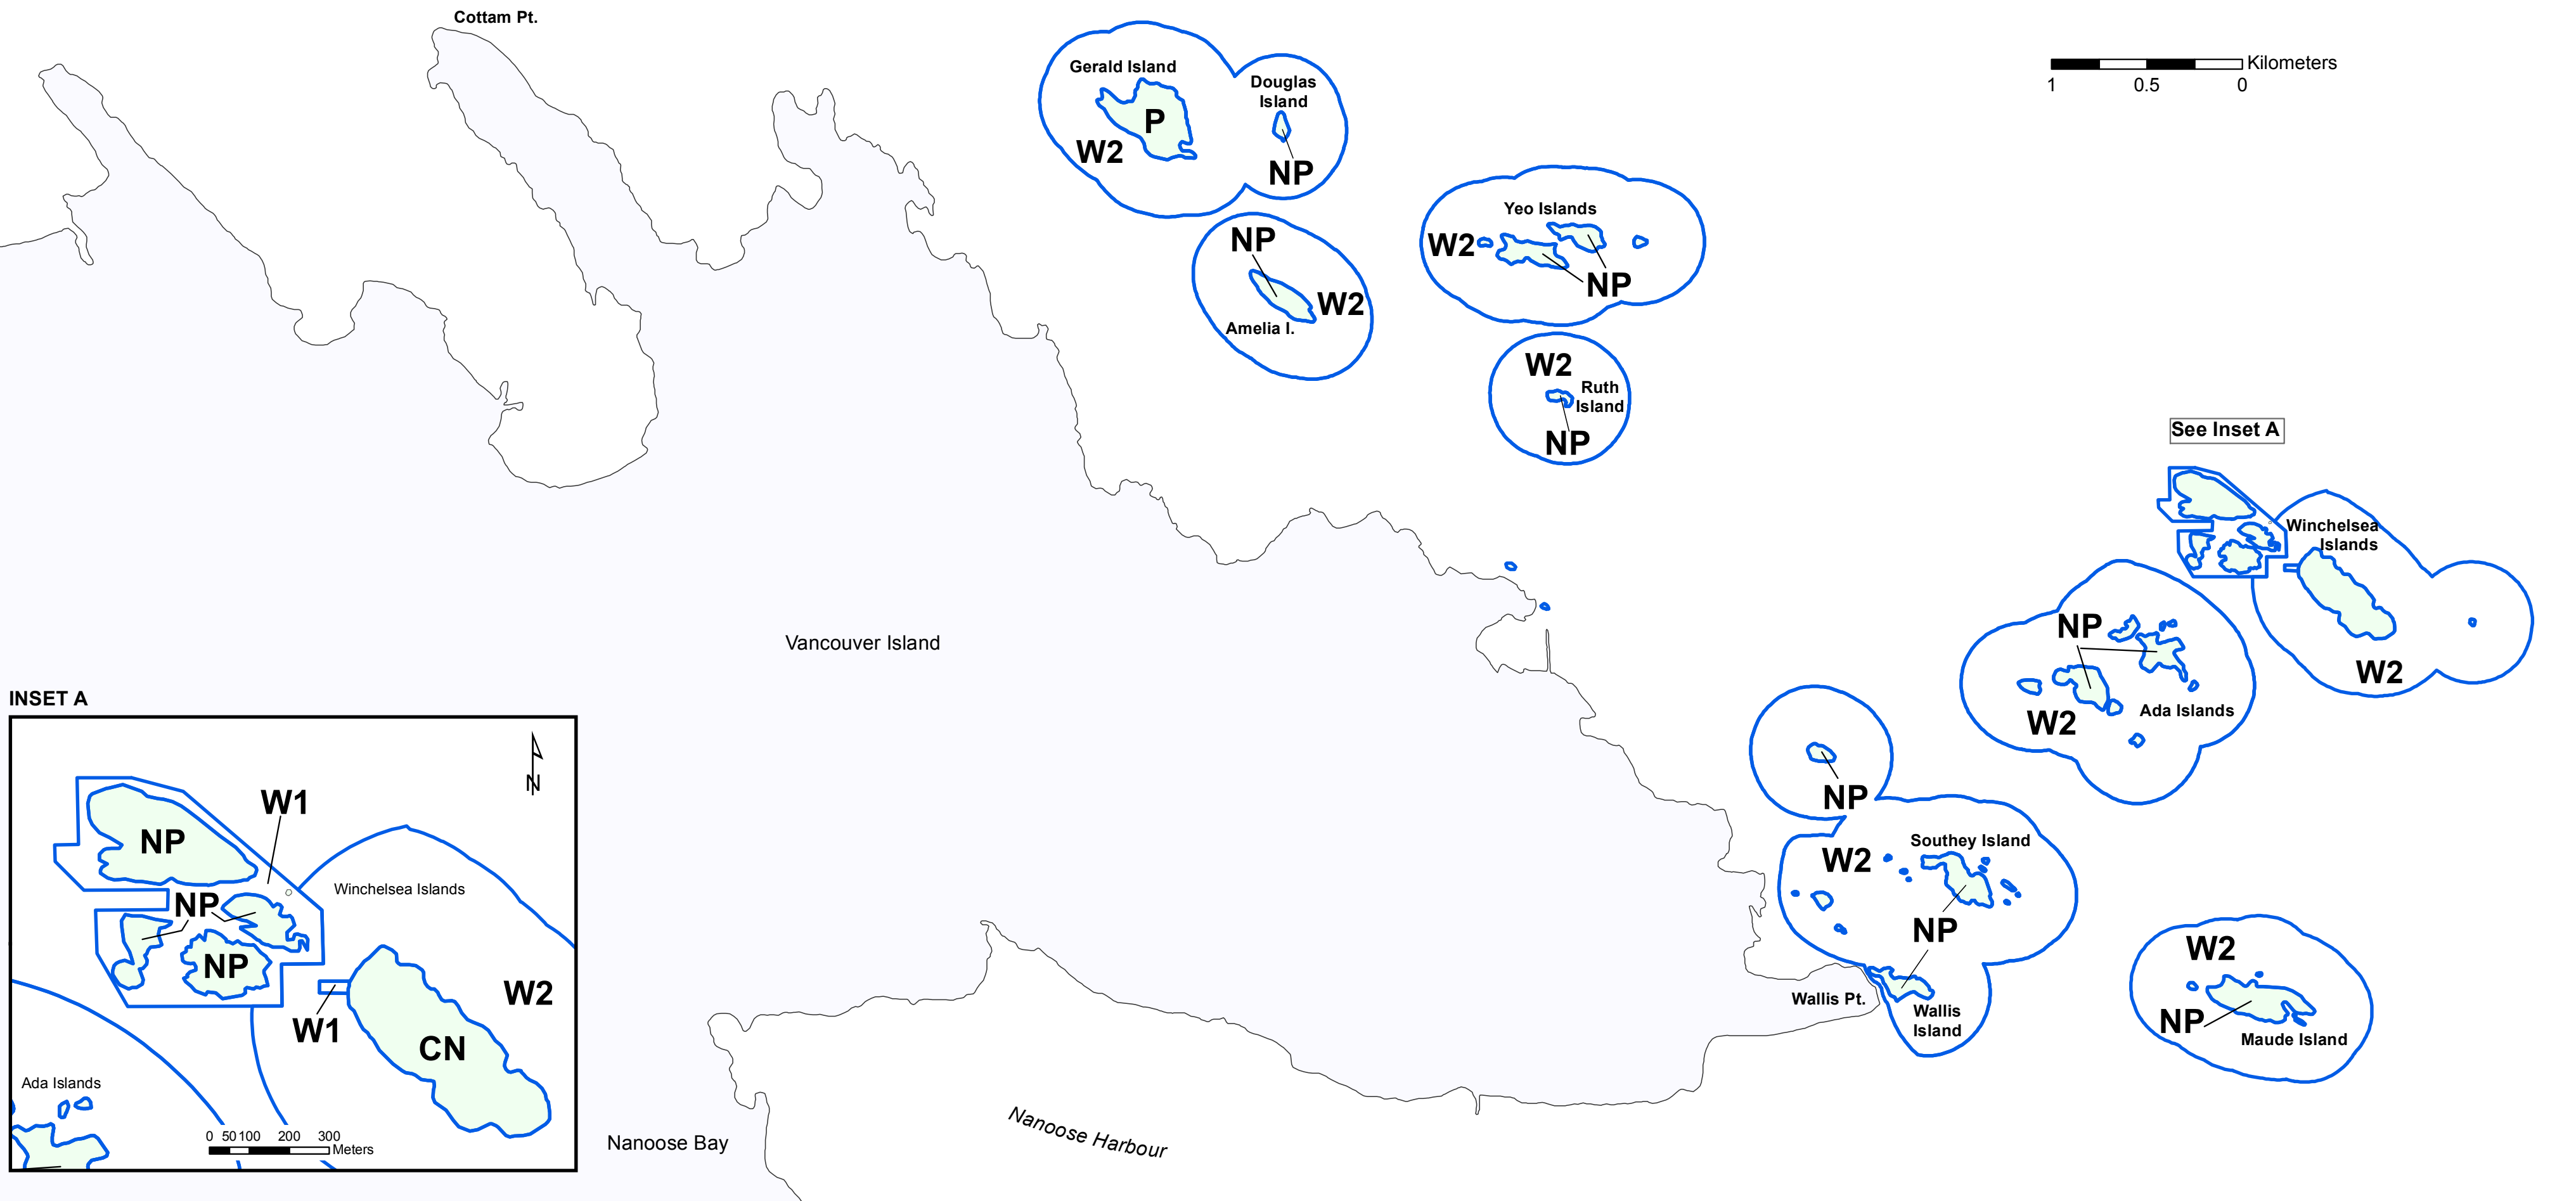 Cottam Pt.
Gerald Island
P
W2
Douglas
Island
NP
Kilometers
1 0.5 0
NP
W2
Amelia I.
Yeo Islands
W2
NP
W2
Ruth
Island
NP
See Inset A
Winchelsea
Islands
W2
NP
W2
Ada Islands
Vancouver Island
NP
W2
Southey Island
NP
Wallis Pt.
Wallis
Island
W2
NP
Maude Island
Nanoose Bay
Nanoose Harbour
INSET A
N
W1
NP
Winchelsea Islands
NP
NP
W2
W1
CN
Ada Islands
0 50 100 200 300
Meters